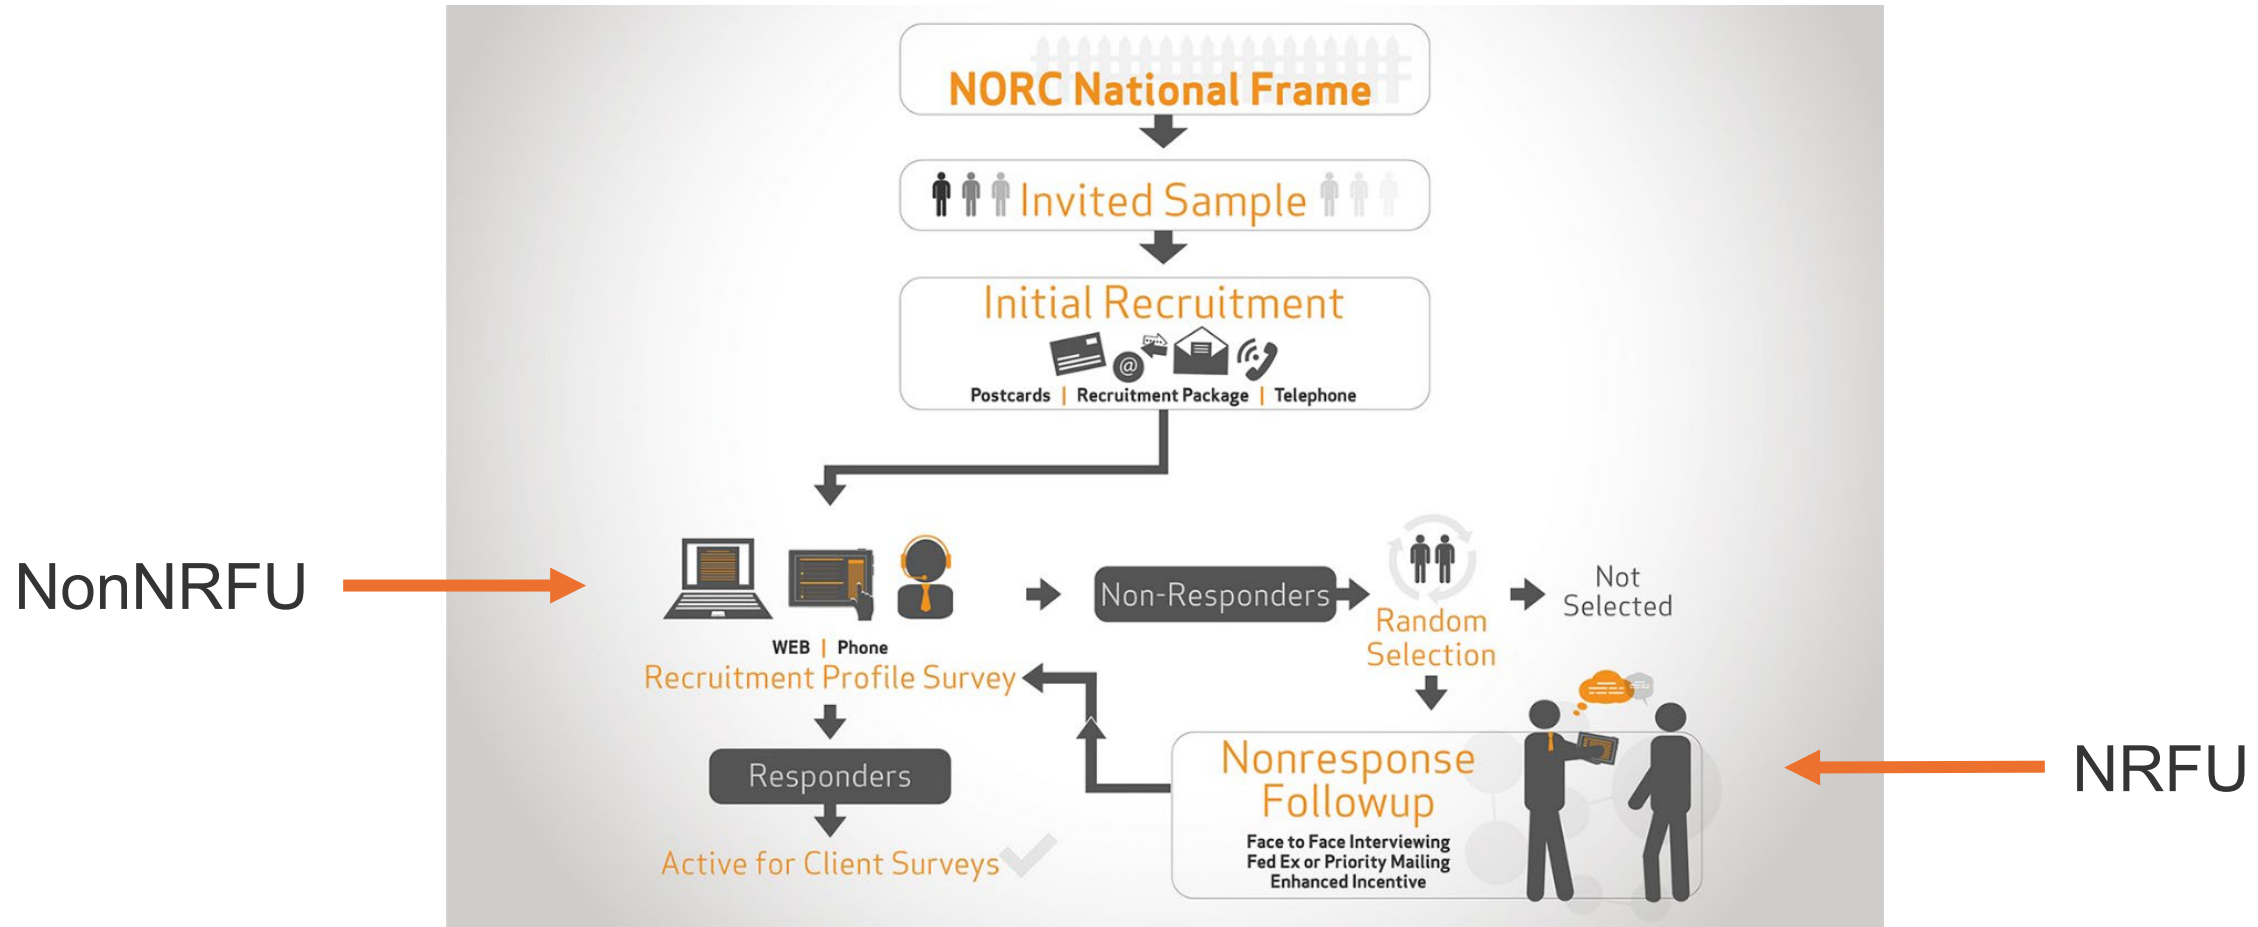 NORC National Frame
Invited Sample
Initial Recruitment
@
Postcards | Recruitment Package | Telephone
NonNRFU
WEB | Phone
Recruitment Profile Survey
Non-Responders
Random
Selection
Not
Selected
Responders
Active for Client Surveys
Nonresponse
Followup
Face to Face Interviewing
Fed Ex or Priority Mailing
Enhanced Incentive
NRFU